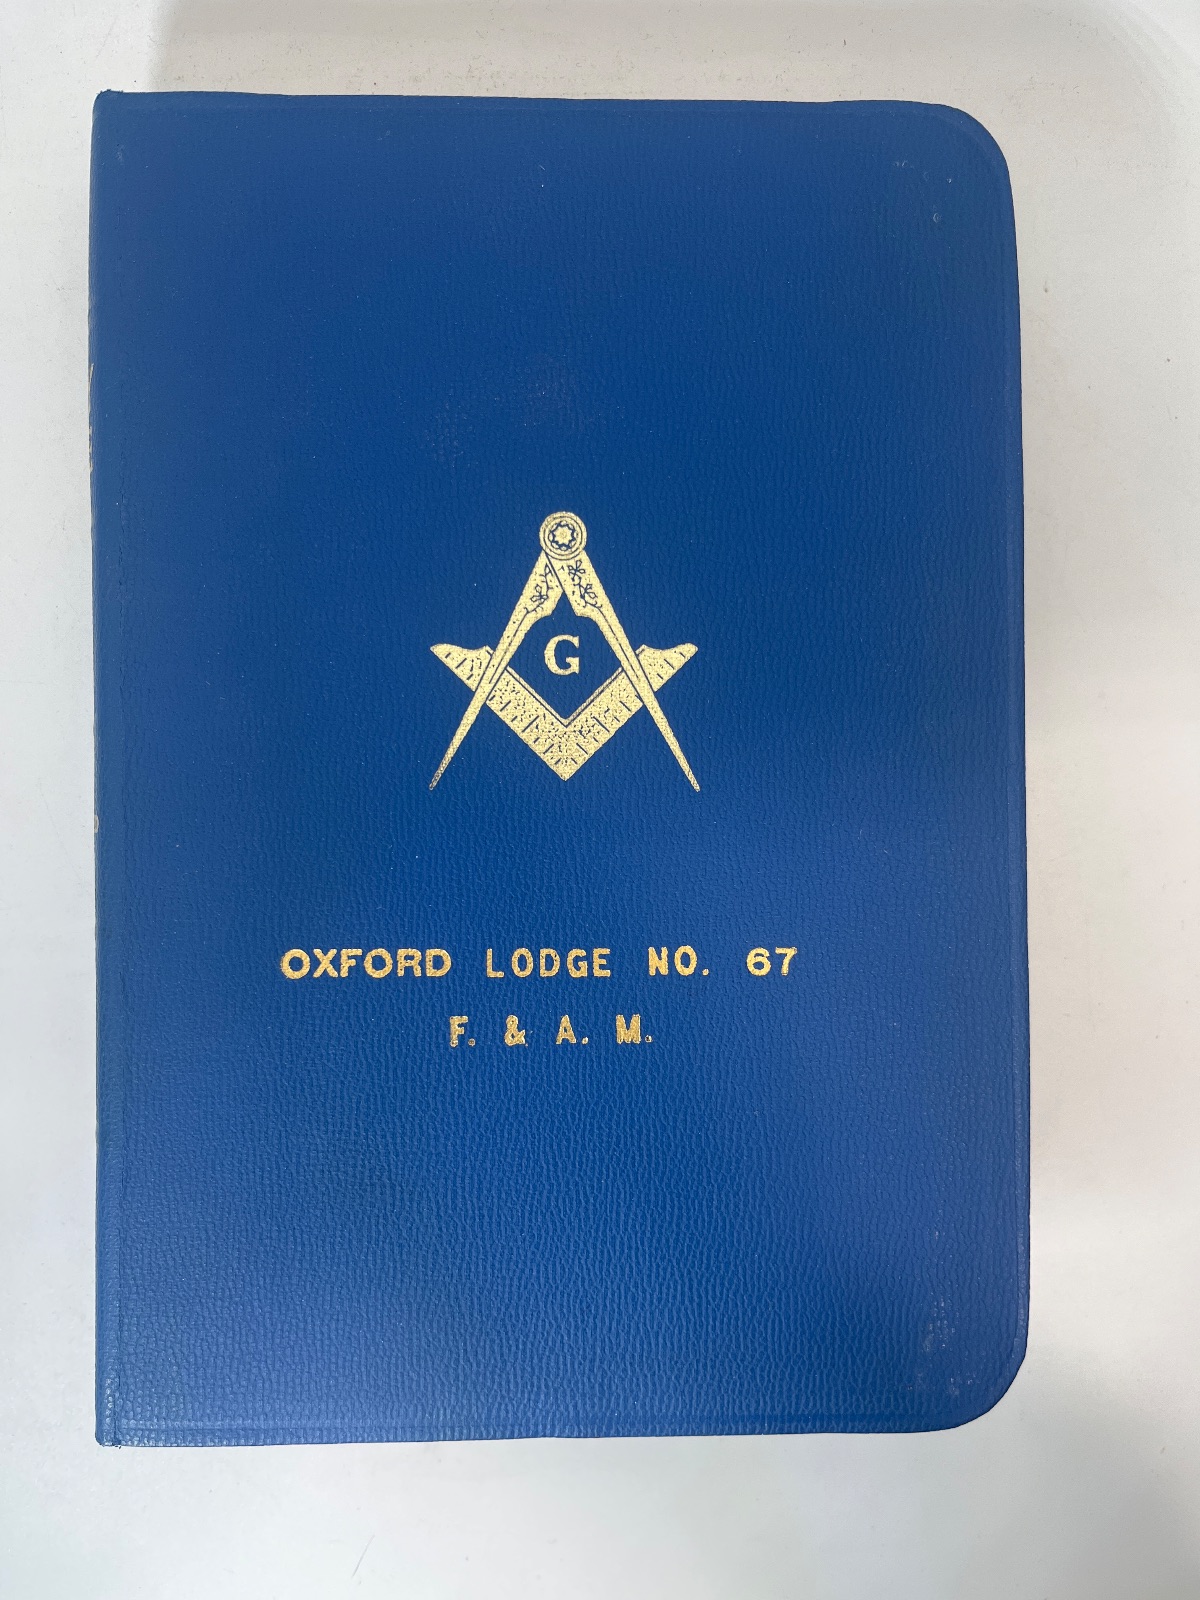 G
OXFORD LODGE NO. 67
F. & A. M.